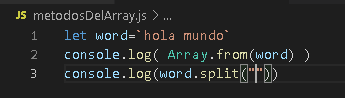 JS metodosDelArray.js > ...
1 let word=`hola mundo`
2 console.log( Array.from(word) )
3 console.log(word.split(""))